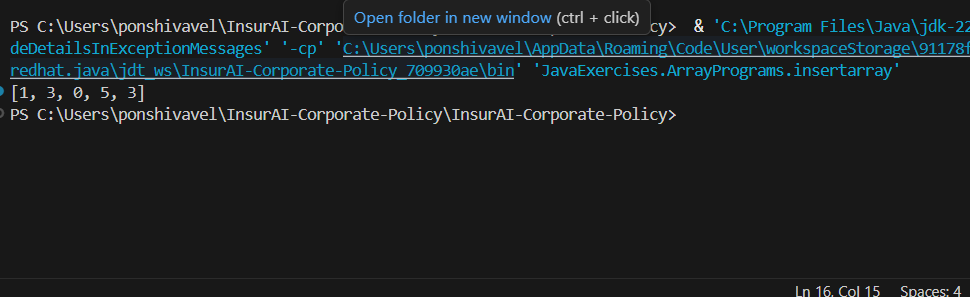 Open folder in new window (ctrl + click)
PS C:\Users\ponshivavel\InsurAI-Corpo cy> & 'C:\Program Files\Java\jdk-22
deDetailsInExceptionMessages' '-cp' 'C:\Users\ponshivavel\AppData\Roaming\Code\User\workspaceStorage\91178f
redhat.java\jdt_ws\InsurAI-Corporate-Policy_709930ae\bin' 'JavaExercises.ArrayPrograms.insertarray'
[1, 3, 0, 5, 3]
PS C:\Users\ponshivavel\InsurAI-Corporate-Policy\InsurAI-Corporate-Policy>
Ln 16, Col 15 Spaces: 4